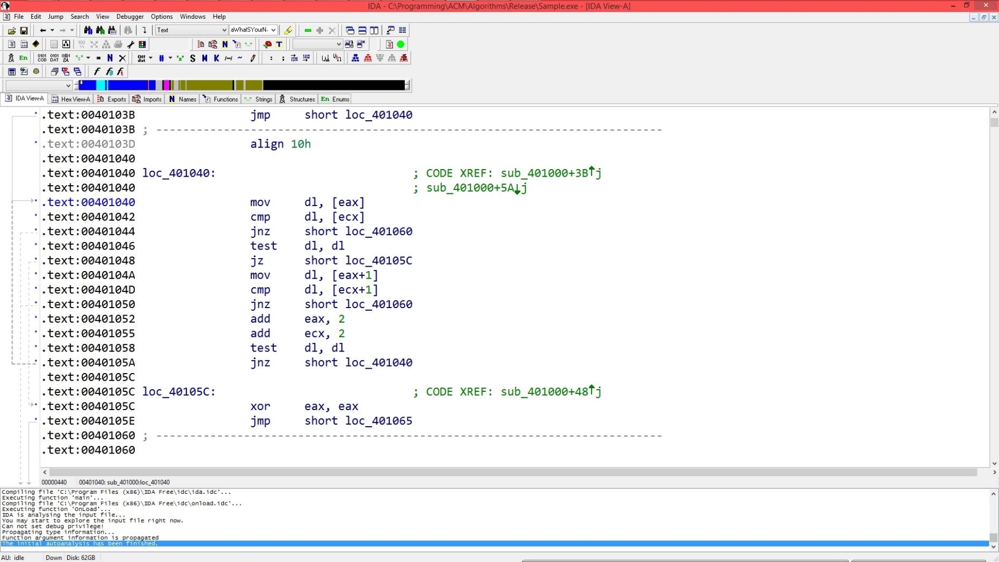 IDA - C:\Programming\ACM\Algorithms\Release\Sample.exe - [IDA View-A]
File Edit Jump Search View Debugger Options Windows Help
Text aWhatSYourN.
En
IDA View-A Hex View-A Exports Imports N Names Functions Strings Structures En Enums
.text:0040103B jmp short loc_401040
.text:0040103B ; ---------------------------------------------------------------------------
.text:0040103D align 10h
.text:00401040
.text:00401040 loc_401040: ; CODE XREF: sub_401000+3B↑j
.text:00401040 ; sub_401000+5A↓j
.text:00401040 mov dl, [eax]
.text:00401042 cmp dl, [ecx]
.text:00401044 jnz short loc_401060
.text:00401046 test dl, dl
.text:00401048 jz short loc_40105C
.text:0040104A mov dl, [eax+1]
.text:0040104D cmp dl, [ecx+1]
.text:00401050 jnz short loc_401060
.text:00401052 add eax, 2
.text:00401055 add ecx, 2
.text:00401058 test dl, dl
.text:0040105A jnz short loc_401040
.text:0040105C
.text:0040105C loc_40105C: ; CODE XREF: sub_401000+48↑j
.text:0040105C xor eax, eax
.text:0040105E jmp short loc_401065
.text:00401060 ; ---------------------------------------------------------------------------
.text:00401060
00000440 00401040: sub_401000:loc_401040
Compiling file 'C:\Program Files (x86)\IDA Free\idc\ida.idc'...
Executing function 'main'...
Compiling file 'C:\Program Files (x86)\IDA Free\idc\onload.idc'...
Executing function 'OnLoad'...
IDA is analysing the input file...
You may start to explore the input file right now.
Can not set debug privilege!
Propagating type information...
Function argument information is propagated
The initial autoanalysis has been finished.
AU: idle Down Disk: 62GB